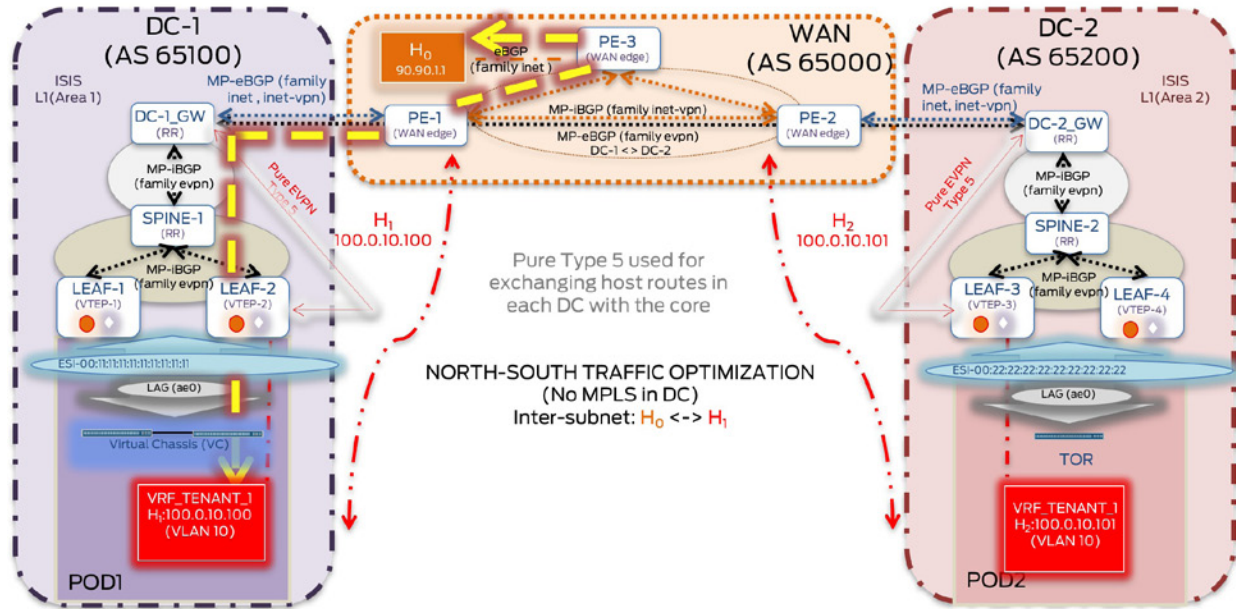 DC-1
(AS 65100)
ISIS
L1(Area 1)
MP-eBGP (family
inet , inet-vpn)
DC-1_GW
(RR)
MP-iBGP
(family evpn)
Pure EVPN
Type 5
SPINE-1
(RR)
MP-iBGP
(family evpn)
LEAF-1
(VTEP-1)
LEAF-2
(VTEP-2)
ESI-00:11:11:11:11:11:11:11:11:11
LAG (ae0)
Virtual Chassis (VC)
VRF_TENANT_1
H1:100.0.10.100
(VLAN 10)
POD1
H0
90.90.1.1
eBGP
(family inet)
PE-3
(WAN edge)
WAN
(AS 65000)
PE-1
(WAN edge)
MP-iBGP (family inet-vpn)
MP-eBGP (family evpn)
DC-1 <> DC-2
PE-2
(WAN edge)
H1
100.0.10.100
H2
100.0.10.101
Pure Type 5 used for
exchanging host routes in
each DC with the core
NORTH-SOUTH TRAFFIC OPTIMIZATION
(No MPLS in DC)
Inter-subnet: H0 <-> H1
DC-2
(AS 65200)
MP-eBGP (family
inet, inet-vpn)
ISIS
L1(Area 2)
DC-2_GW
(RR)
MP-iBGP
(family evpn)
Pure EVPN
Type 5
SPINE-2
(RR)
MP-iBGP
(family evpn)
LEAF-3
(VTEP-3)
LEAF-4
(VTEP-4)
ESI-00:22:22:22:22:22:22:22:22:22
LAG (ae0)
TOR
VRF_TENANT_1
H2:100.0.10.101
(VLAN 10)
POD2